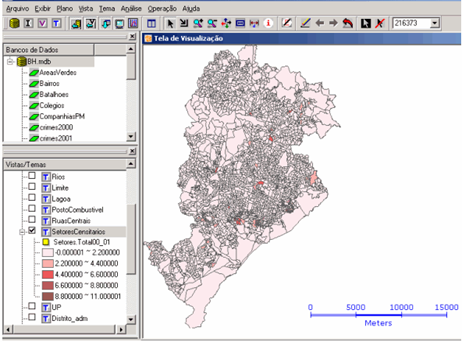 Arquivo Exibir Plano Vista Tema Análise Operação Ajuda
216373
Bancos de Dados
BH.mdb
AreasVerdes
Bairros
Batalhoes
Colegios
CompanhiasPM
crimes2000
crimes2001
Vistas/Temas
Rios
Limite
Lagoa
PostoCombustivel
RuasCentrais
SetoresCensitarios
Setores.Total00_01
-0.000001 ~ 2.200000
2.200000 ~ 4.400000
4.400000 ~ 6.600000
6.600000 ~ 8.800000
8.800000 ~ 11.000001
UP
Distrito_adm
Tela de Visualização
0 5000 10000 15000
Meters